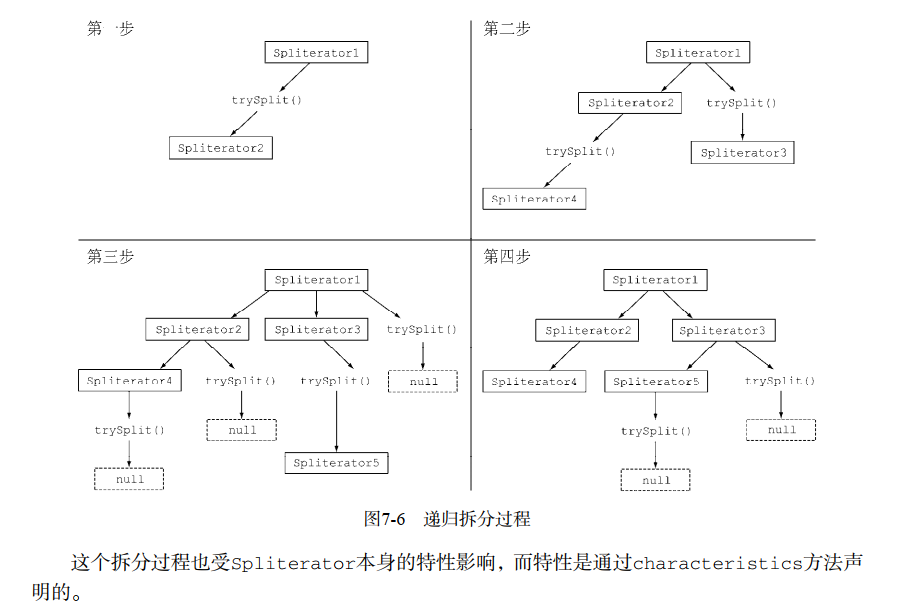 第一步
Spliterator1
trySplit()
Spliterator2
第二步
Spliterator1
Spliterator2
trySplit()
trySplit()
Spliterator3
Spliterator4
第三步
Spliterator1
Spliterator2
Spliterator3
trySplit()
Spliterator4
trySplit()
trySplit()
null
trySplit()
null
Spliterator5
null
第四步
Spliterator1
Spliterator2
Spliterator3
Spliterator4
Spliterator5
trySplit()
trySplit()
null
null
图7-6 递归拆分过程
这个拆分过程也受Spliterator本身的特性影响，而特性是通过characteristics方法声
明的。